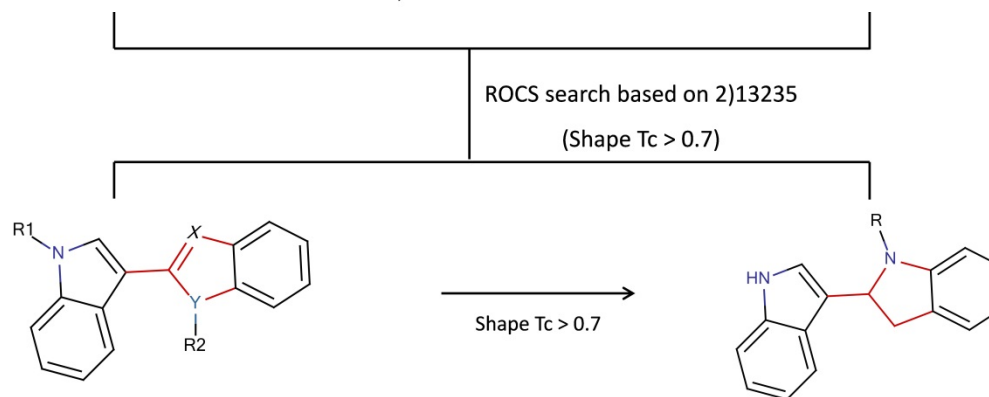 ROCS search based on 2)13235
(Shape Tc > 0.7)
R1
N
X
Y
R2
Shape Tc > 0.7
R
N
HN